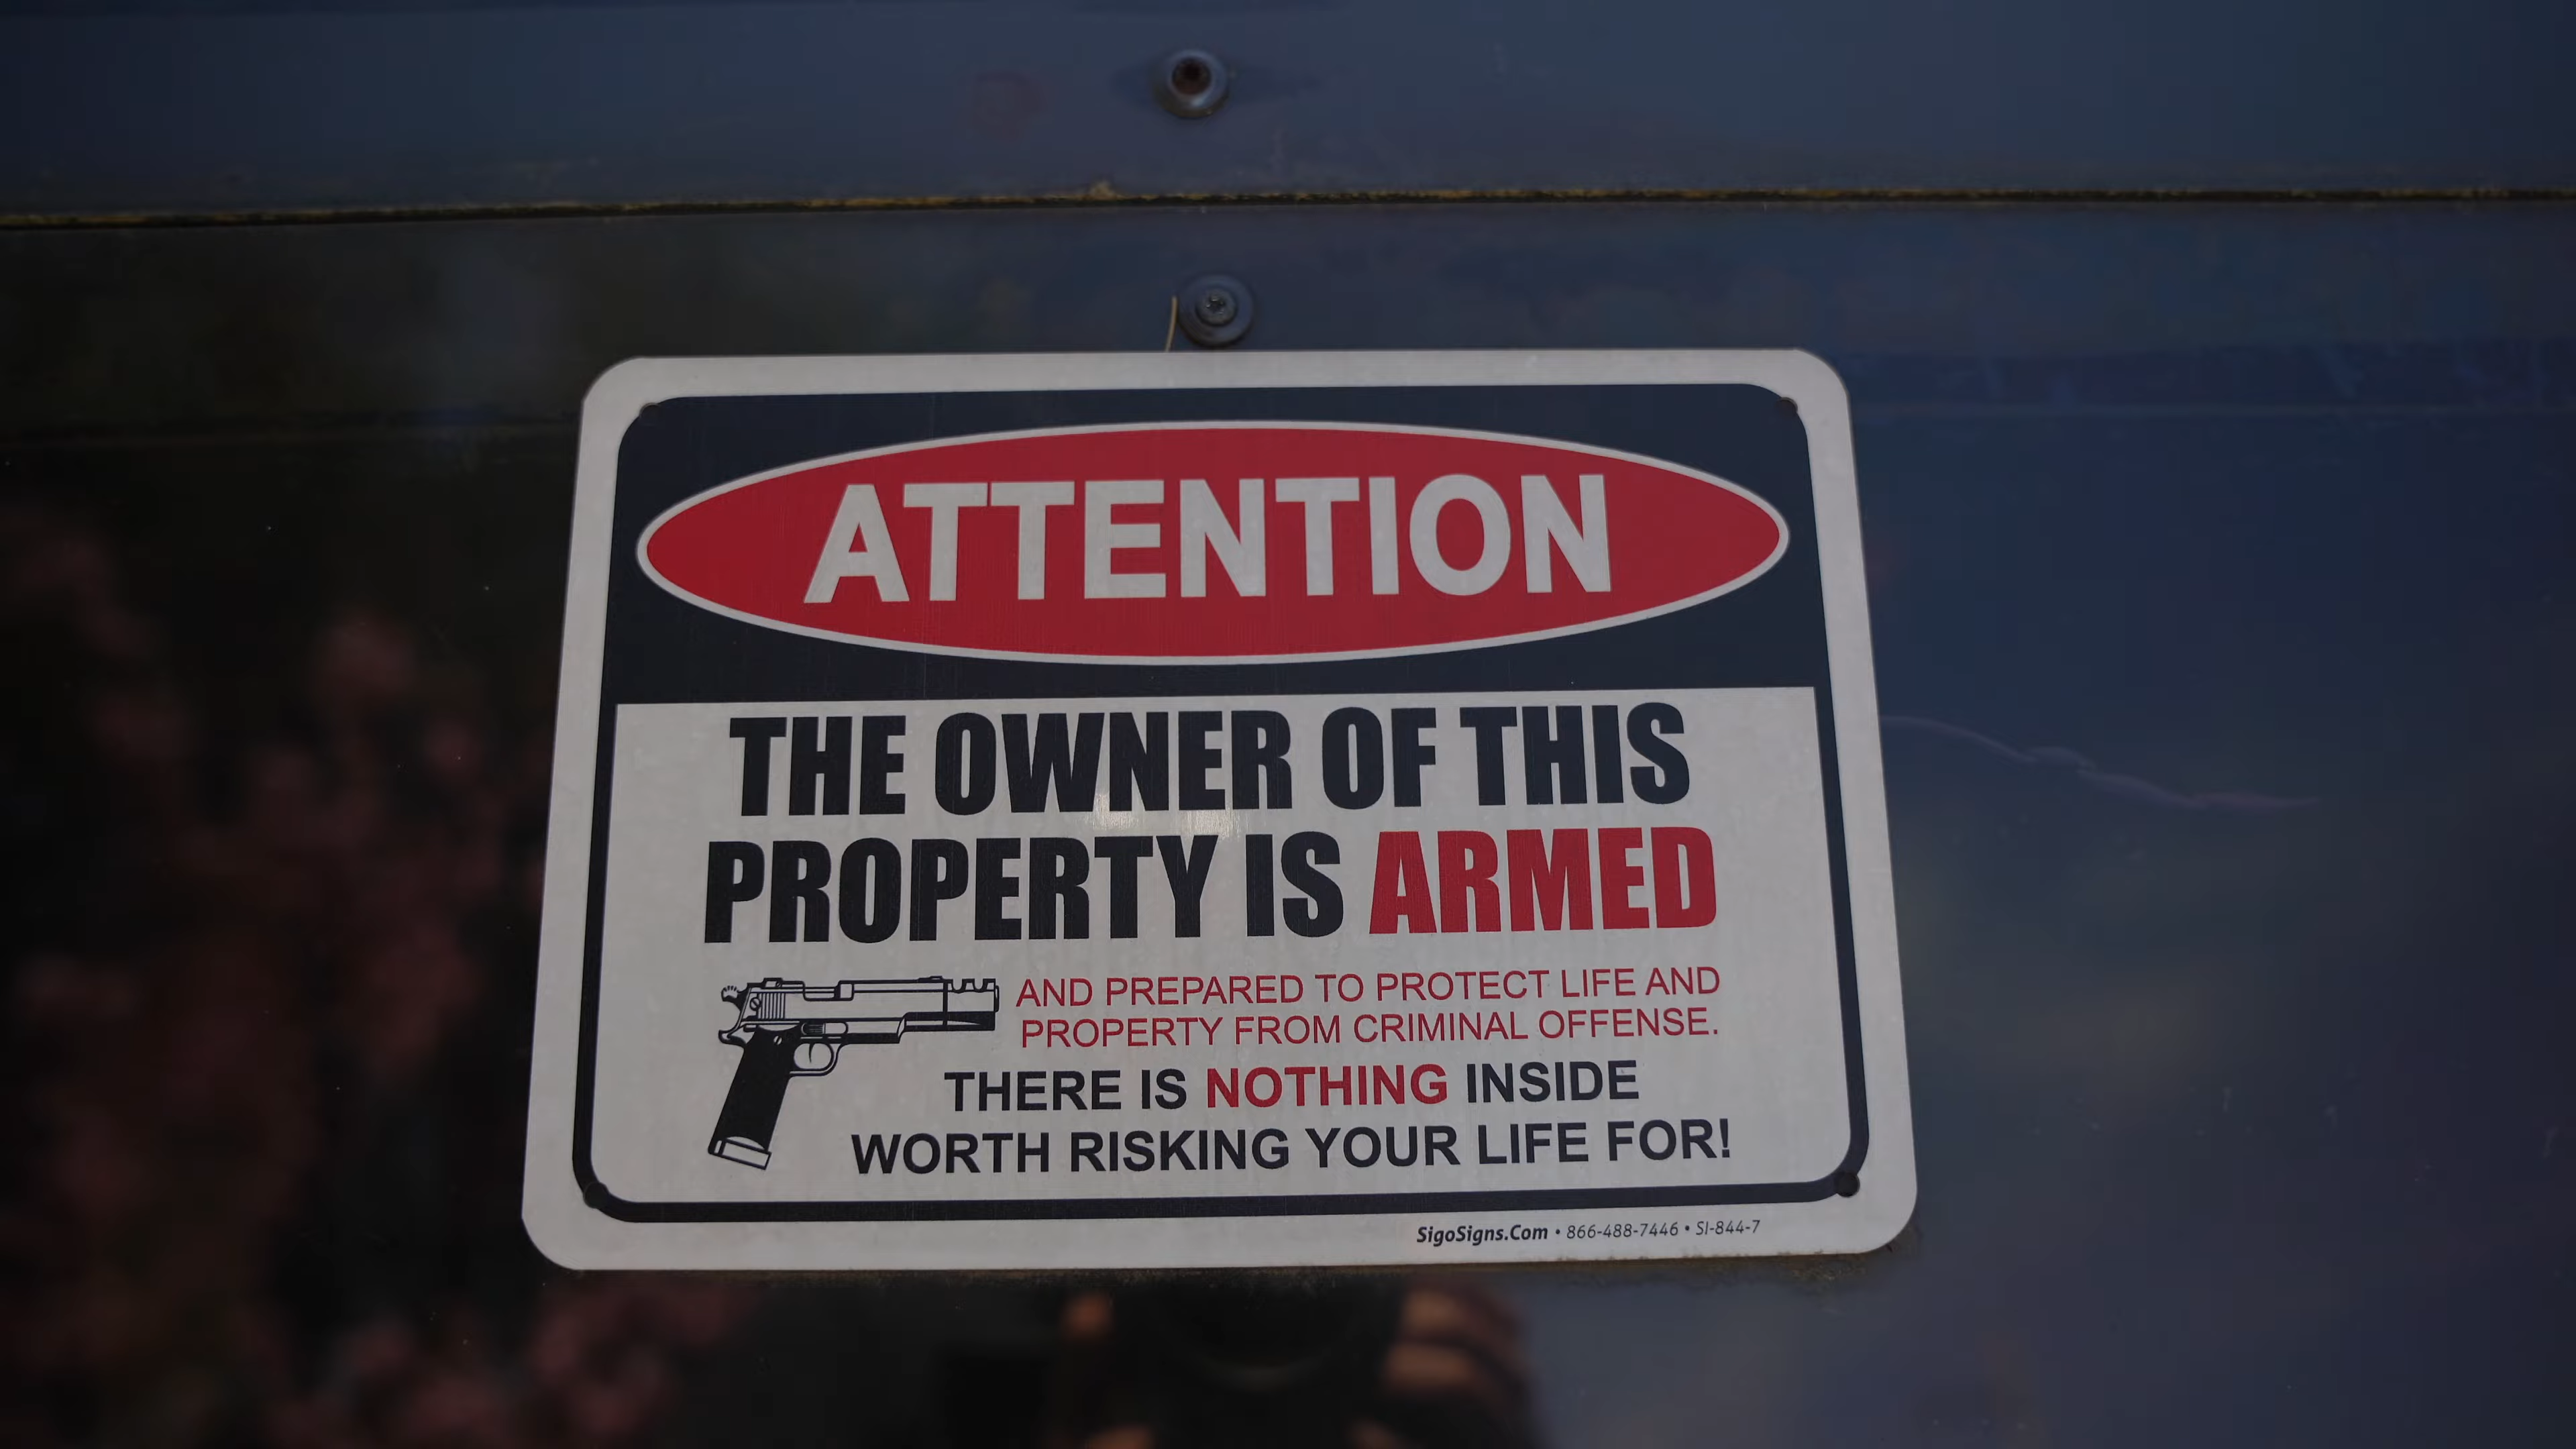 ATTENTION
THE OWNER OF THIS
PROPERTY IS ARMED
AND PREPARED TO PROTECT LIFE AND
PROPERTY FROM CRIMINAL OFFENSE.
THERE IS NOTHING INSIDE
WORTH RISKING YOUR LIFE FOR!
SigoSigns.Com • 866-488-7446 • SI-844-7